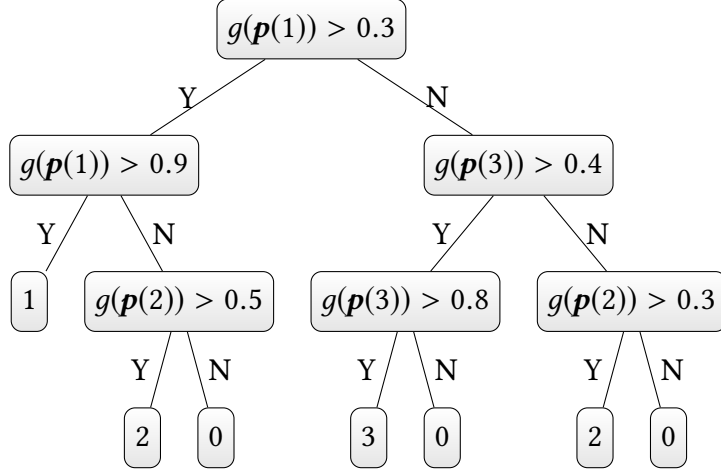 g(p(1)) > 0.3
Y N
g(p(1)) > 0.9 g(p(3)) > 0.4
Y N Y N
1 g(p(2)) > 0.5 g(p(3)) > 0.8 g(p(2)) > 0.3
Y N Y N Y N
2 0 3 0 2 0